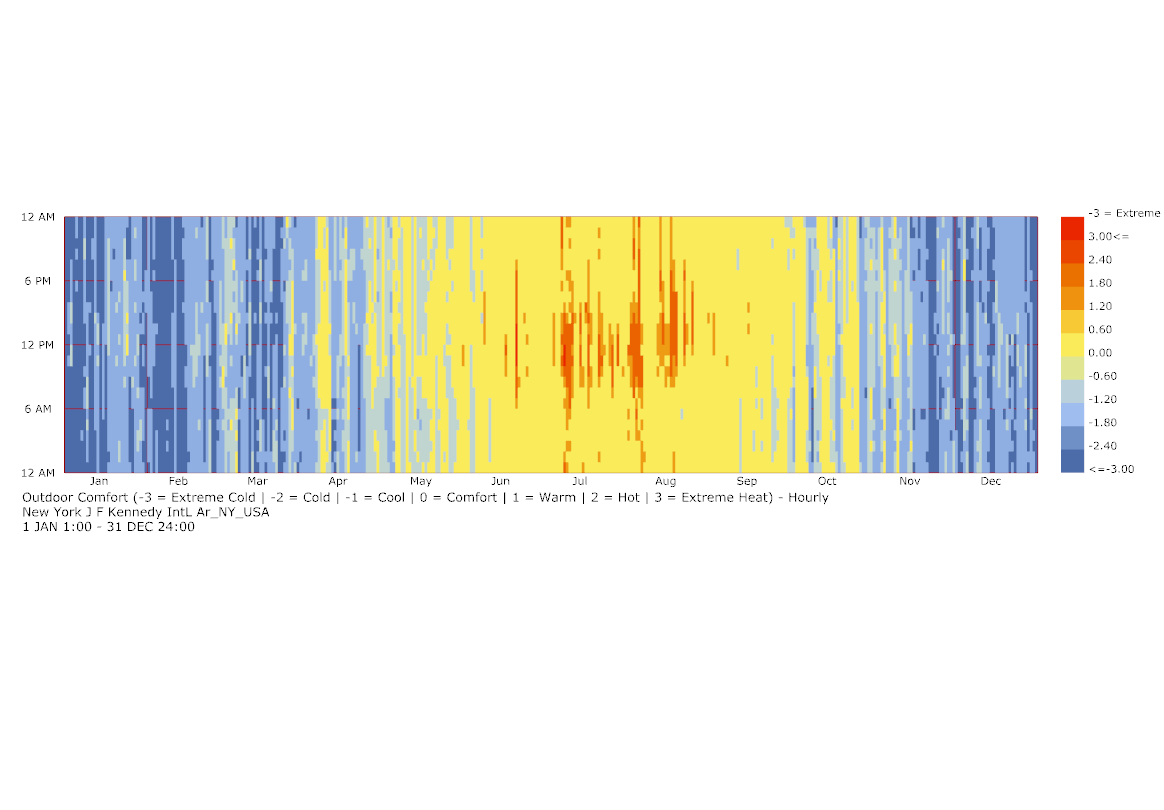 12 AM
6 PM
12 PM
6 AM
12 AM
Jan Feb Mar Apr May Jun Jul Aug Sep Oct Nov Dec
-3 = Extreme
3.00<=
2.40
1.80
1.20
0.60
0.00
-0.60
-1.20
-1.80
-2.40
<=-3.00
Outdoor Comfort (-3 = Extreme Cold | -2 = Cold | -1 = Cool | 0 = Comfort | 1 = Warm | 2 = Hot | 3 = Extreme Heat) - Hourly
New York J F Kennedy IntL Ar_NY_USA
1 JAN 1:00 - 31 DEC 24:00